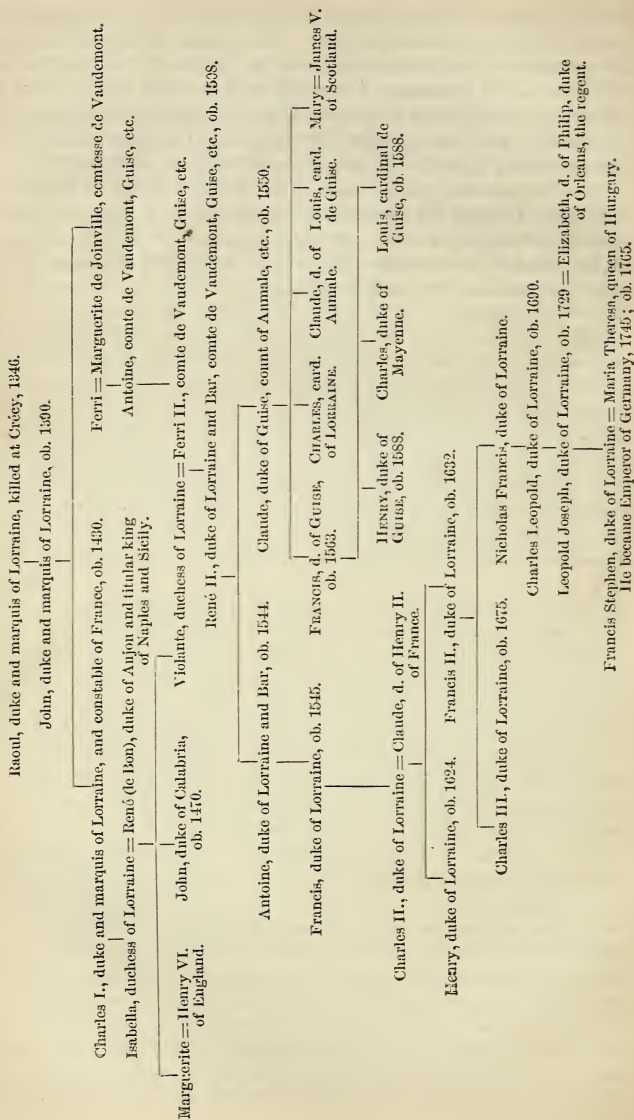 Raoul, duke and marquis of Lorraine, killed at Crécy, 1346.
John, duke and marquis of Lorraine, ob. 1390.
Charles I., duke and marquis of Lorraine, and constable of France, ob. 1430.
Ferri = Marguerite de Joinville, comtesse de Vaudemont.
Isabella, duchess of Lorraine = René (le Bon), duke of Anjou and titular king
of Naples and Sicily.
Antoine, comte de Vaudemont, Guise, etc.
Marguerite = Henry VI.
of England.
John, duke of Calabria,
ob. 1470.
Violante, duchess of Lorraine = Ferri II., comte de Vaudemont, Guise, etc.
René II., duke of Lorraine and Bar, comte de Vaudemont, Guise, etc., ob. 1508.
Antoine, duke of Lorraine and Bar, ob. 1544.
Claude, duke of Guise, count of Aumale, etc., ob. 1550.
Francis, duke of Lorraine, ob. 1545.
FRANCIS, d. of GUISE,
ob. 1563.
CHARLES, card.
of LORRAINE.
Claude, d. of
Aumale.
Louis, card.
de Guise.
Mary = James V.
of Scotland.
Charles II., duke of Lorraine = Claude, d. of Henry II.
of France.
HENRY, duke of
GUISE, ob. 1588.
Charles, duke of
Mayenne.
Louis, cardinal de
Guise, ob. 1588.
Henry, duke of Lorraine, ob. 1624.
Francis II., duke of Lorraine, ob. 1632.
Charles III., duke of Lorraine, ob. 1675.
Nicholas Francis, duke of Lorraine.
Charles Leopold, duke of Lorraine, ob. 1690.
Leopold Joseph, duke of Lorraine, ob. 1729 = Elizabeth, d. of Philip, duke
of Orleans, the regent.
Francis Stephen, duke of Lorraine = Maria Theresa, queen of Hungary.
He became Emperor of Germany, 1745; ob. 1765.